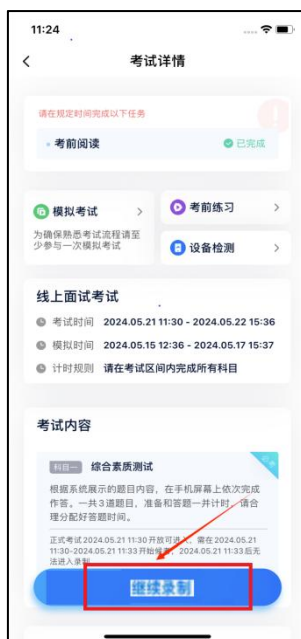 11:24
考试详情
请在规定时间完成以下任务
考前阅读
已完成
模拟考试
为确保熟悉考试流程请至
少参与一次模拟考试
考前练习
设备检测
线上面试考试
考试时间 2024.05.21 11:30 - 2024.05.22 15:36
模拟时间 2024.05.15 12:36 - 2024.05.17 15:37
计时规则 请在考试区间内完成所有科目
考试内容
科目一 综合素质测试
根据系统展示的题目内容，在手机屏幕上依次完成
作答。一共3道题目，准备和答题一并计时，请合
理分配好答题时间。
正式考试2024.05.21 11:30开放可进入，需在2024.05.21
11:30-2024.05.21 11:33开始候考，2024.05.21 11:33后无
法进入录制
继续录制